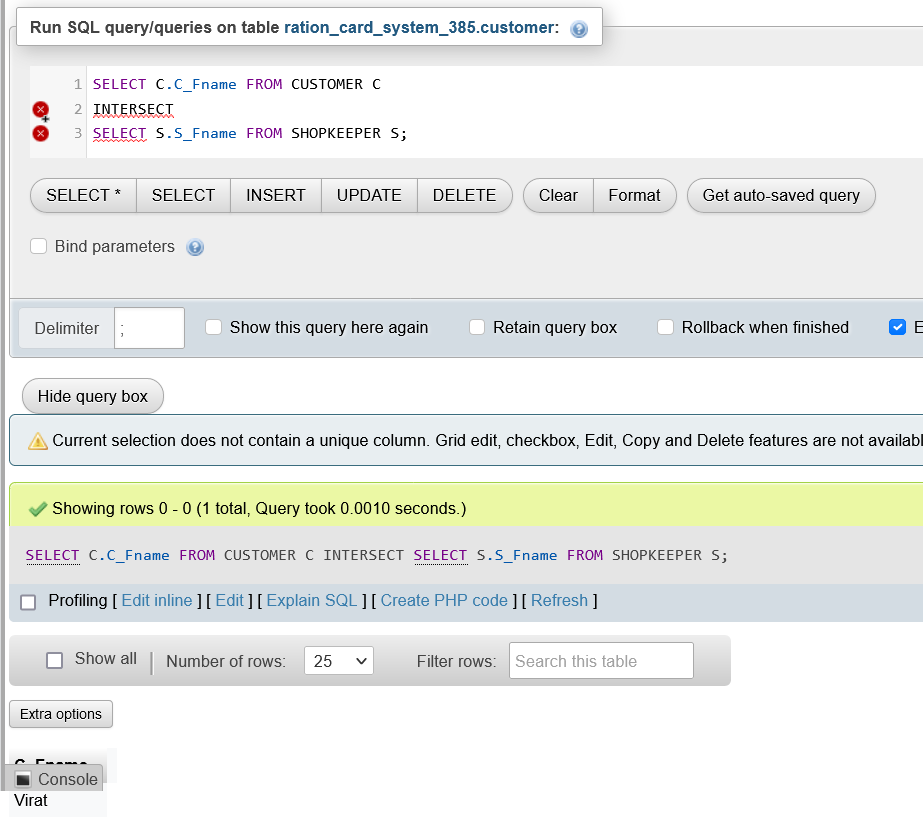 Run SQL query/queries on table ration_card_system_385.customer:
1 SELECT C.C_Fname FROM CUSTOMER C
2 INTERSECT
3 SELECT S.S_Fname FROM SHOPKEEPER S;
SELECT * SELECT INSERT UPDATE DELETE Clear Format Get auto-saved query
Bind parameters
Delimiter ; Show this query here again Retain query box Rollback when finished E
Hide query box
Current selection does not contain a unique column. Grid edit, checkbox, Edit, Copy and Delete features are not availabl
Showing rows 0 - 0 (1 total, Query took 0.0010 seconds.)
SELECT C.C_Fname FROM CUSTOMER C INTERSECT SELECT S.S_Fname FROM SHOPKEEPER S;
Profiling [ Edit inline ] [ Edit ] [ Explain SQL ] [ Create PHP code ] [ Refresh ]
Show all Number of rows: 25 Filter rows: Search this table
Extra options
C_Fname
Console
Virat